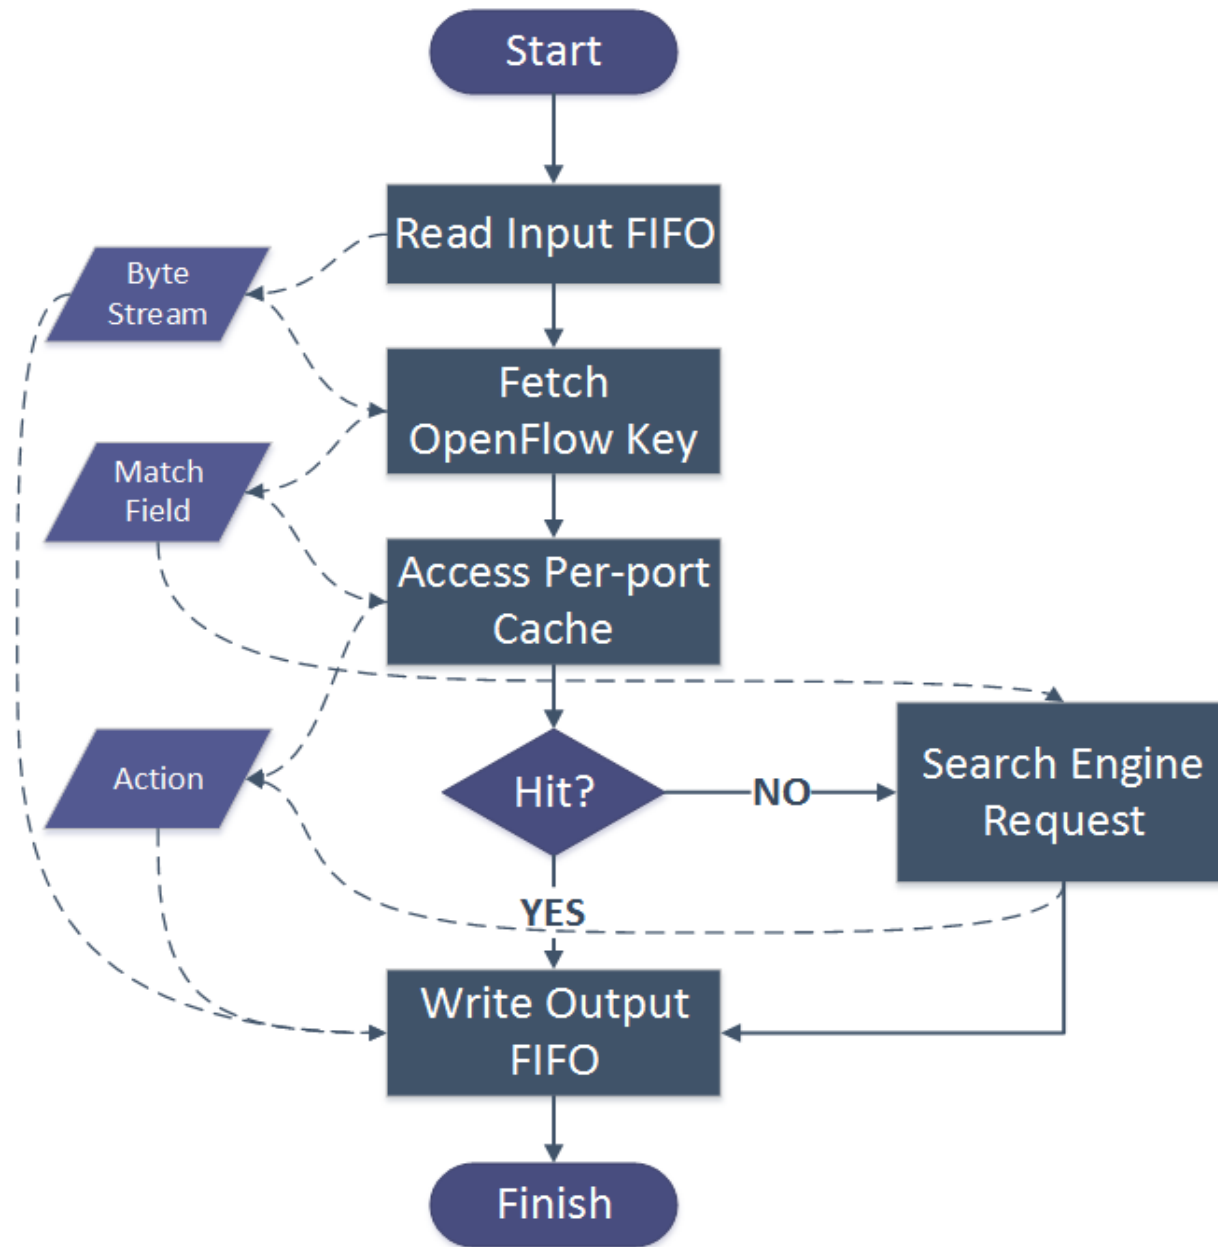 Start
Read Input FIFO
Byte
Stream
Fetch
OpenFlow Key
Match
Field
Access Per-port
Cache
Action
Hit?
NO
Search Engine
Request
YES
Write Output
FIFO
Finish